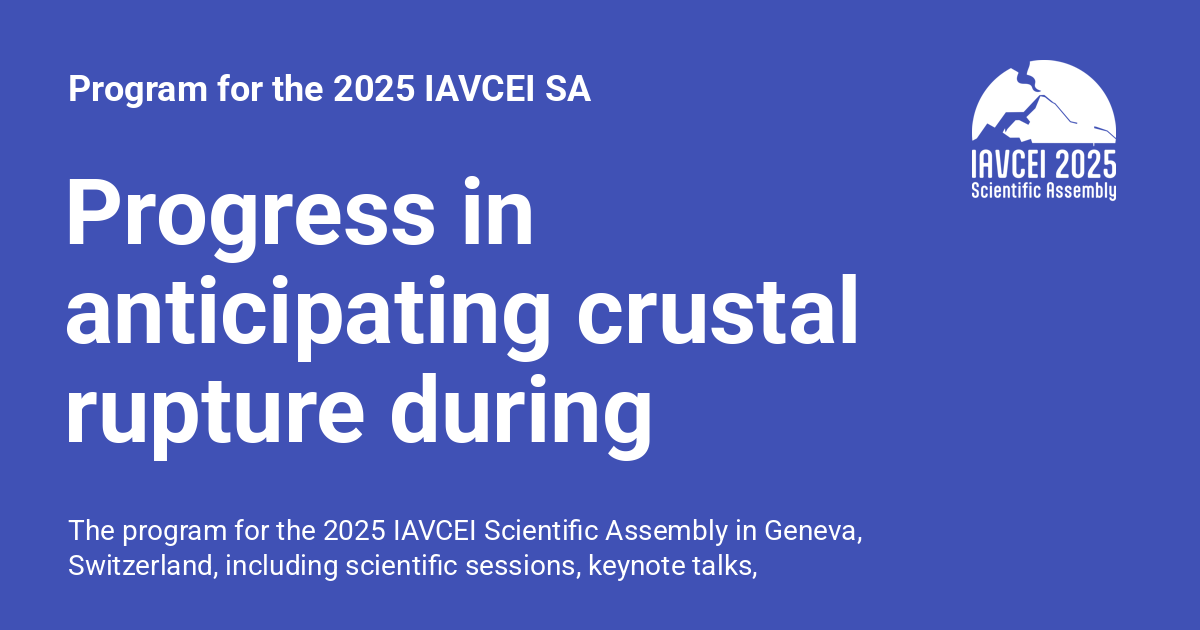 Program for the 2025 IAVCEI SA
IAVCEI 2025
Scientific Assembly
Progress in
anticipating crustal
rupture during
The program for the 2025 IAVCEI Scientific Assembly in Geneva,
Switzerland, including scientific sessions, keynote talks,